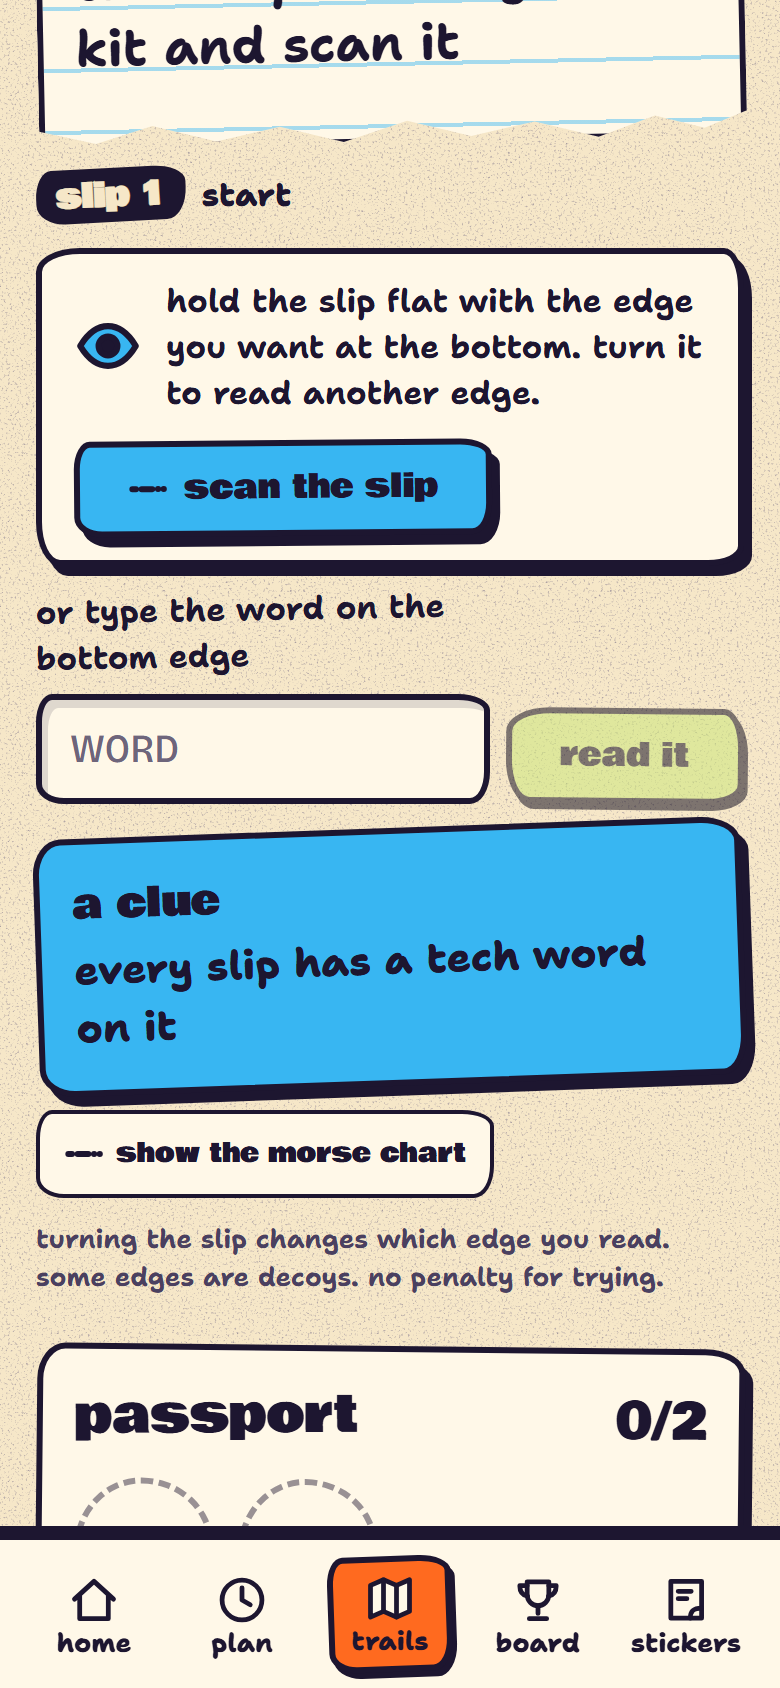 kit and scan it
slip 1 start
hold the slip flat with the edge
you want at the bottom. turn it
to read another edge.
scan the slip
or type the word on the
bottom edge
WORD
read it
a clue
every slip has a tech word
on it
show the morse chart
turning the slip changes which edge you read.
some edges are decoys. no penalty for trying.
passport 0/2
home plan trails board stickers